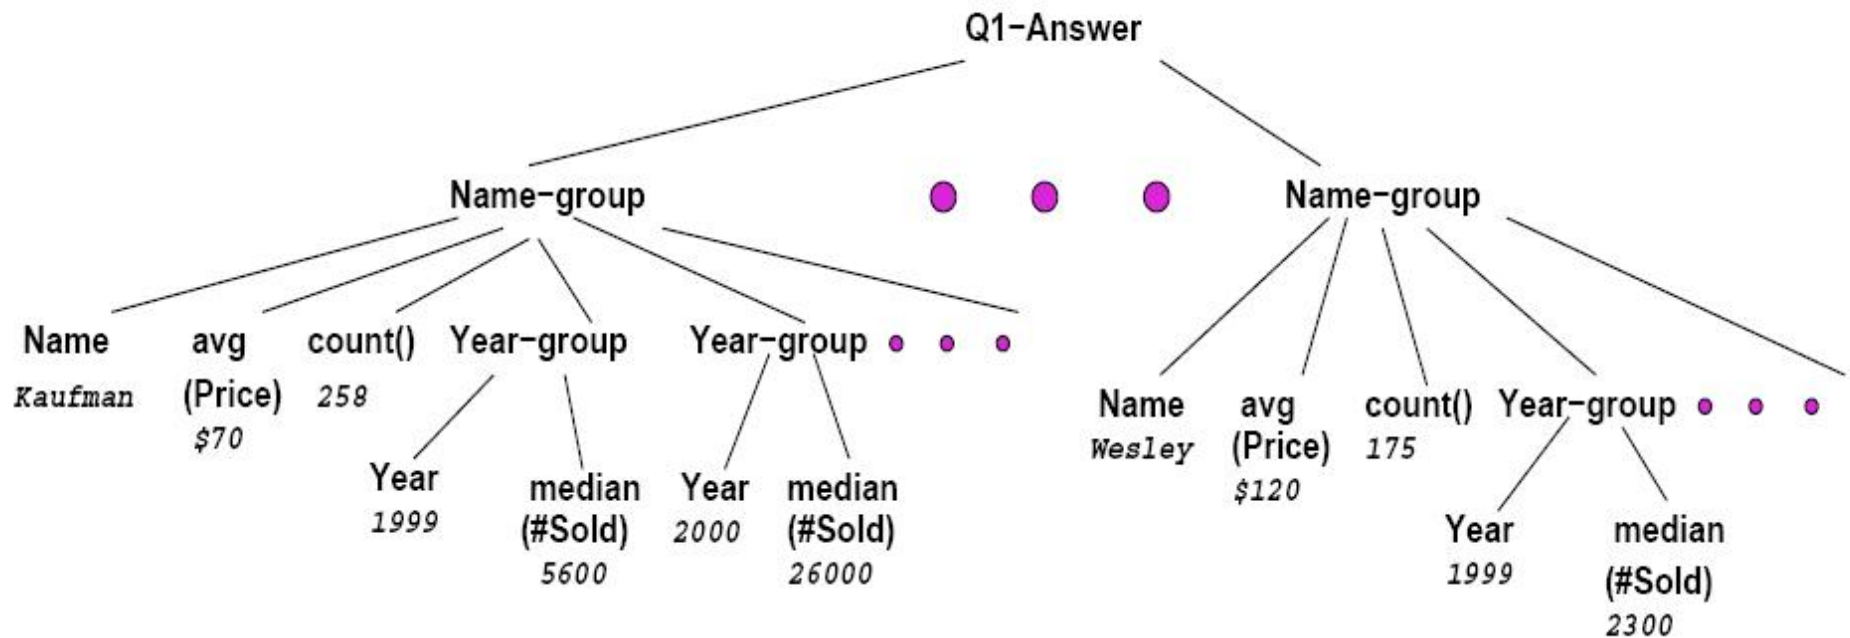 Q1-Answer
Name-group
Name-group
Name
avg
(Price)
count()
Year-group
Year-group
Kaufman
$70
258
Year
1999
median
(#Sold)
5600
Year
2000
median
(#Sold)
26000
Name
Wesley
avg
(Price)
$120
count()
175
Year-group
Year
1999
median
(#Sold)
2300